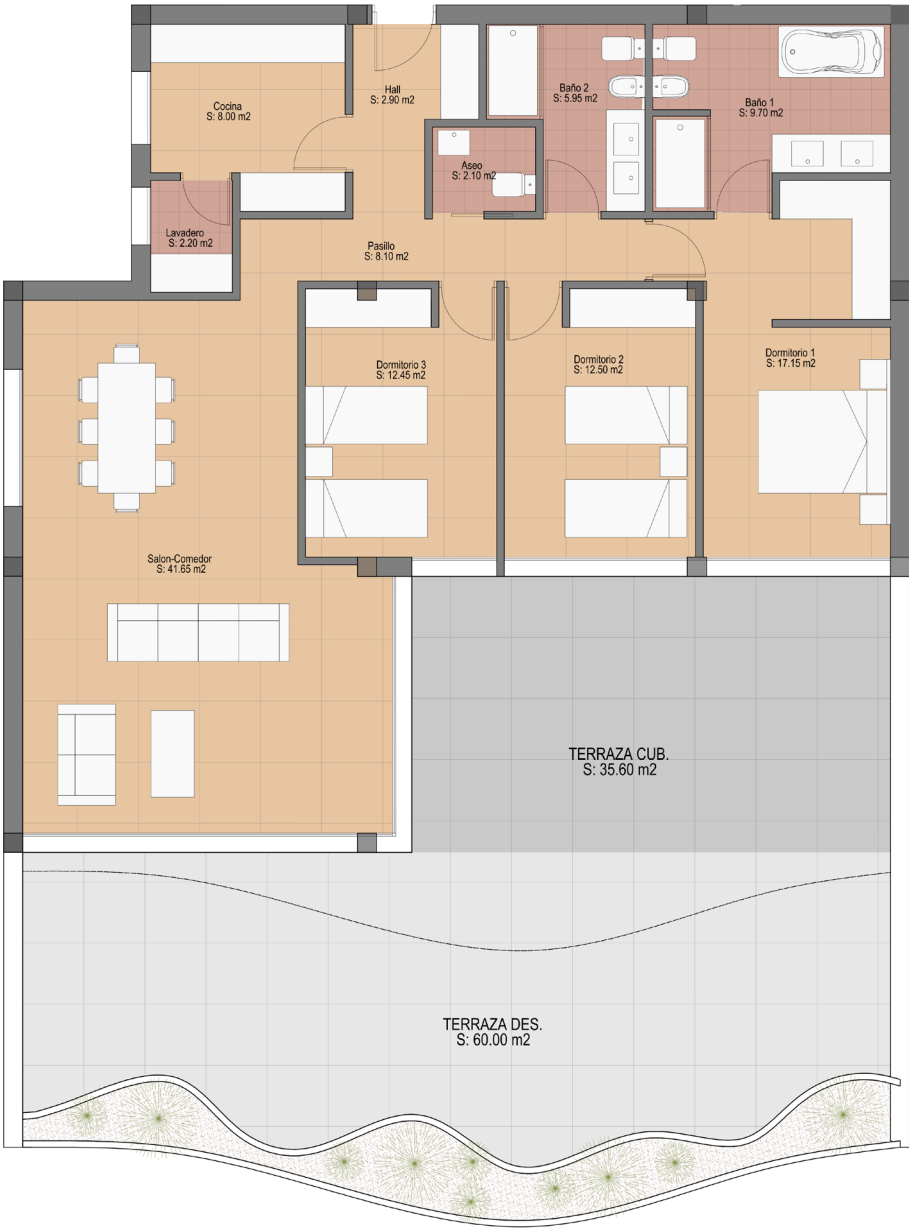 Hall
S: 2.90 m2
Baño 2
S: 5.95 m2
Cocina
S: 8.00 m2
Baño 1
S: 9.70 m2
Aseo
S: 2.10 m2
Lavadero
S: 2.20 m2
Pasillo
S: 8.10 m2
Dormitorio 3
S: 12.45 m2
Dormitorio 2
S: 12.50 m2
Dormitorio 1
S: 17.15 m2
Salon-Comedor
S: 41.65 m2
TERRAZA CUB.
S: 35.60 m2
TERRAZA DES.
S: 60.00 m2